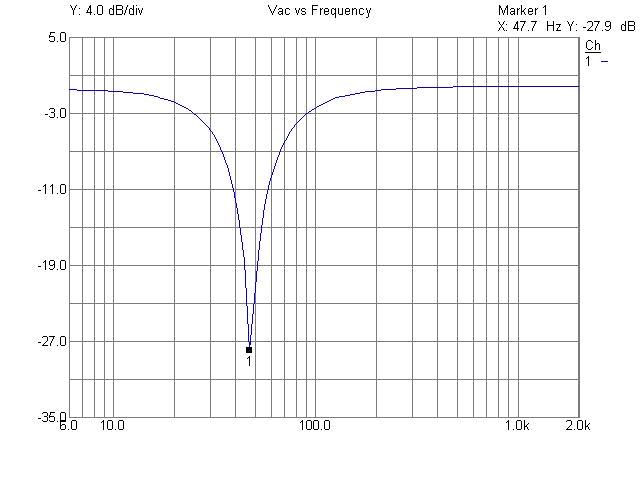 Y: 4.0 dB/div Vac vs Frequency Marker 1
X: 47.7 Hz Y: -27.9 dB
Ch
1
5.0
-3.0
-11.0
-19.0
-27.0
-35.0
1
10.0 100.0 1.0k 2.0k